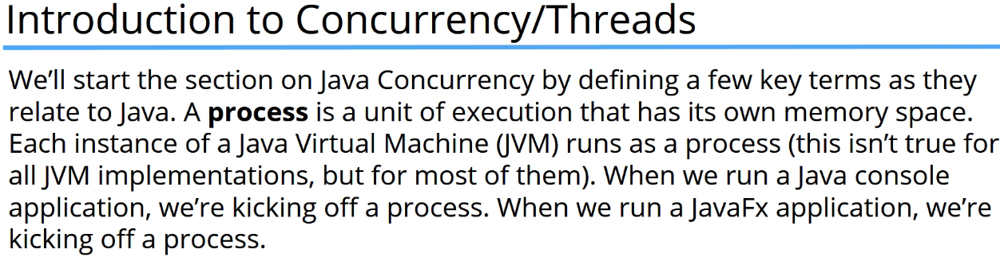 Introduction to Concurrency/Threads
We’ll start the section on Java Concurrency by defining a few key terms as they
relate to Java. A process is a unit of execution that has its own memory space.
Each instance of a Java Virtual Machine (JVM) runs as a process (this isn’t true for
all JVM implementations, but for most of them). When we run a Java console
application, we’re kicking off a process. When we run a JavaFx application, we’re
kicking off a process.